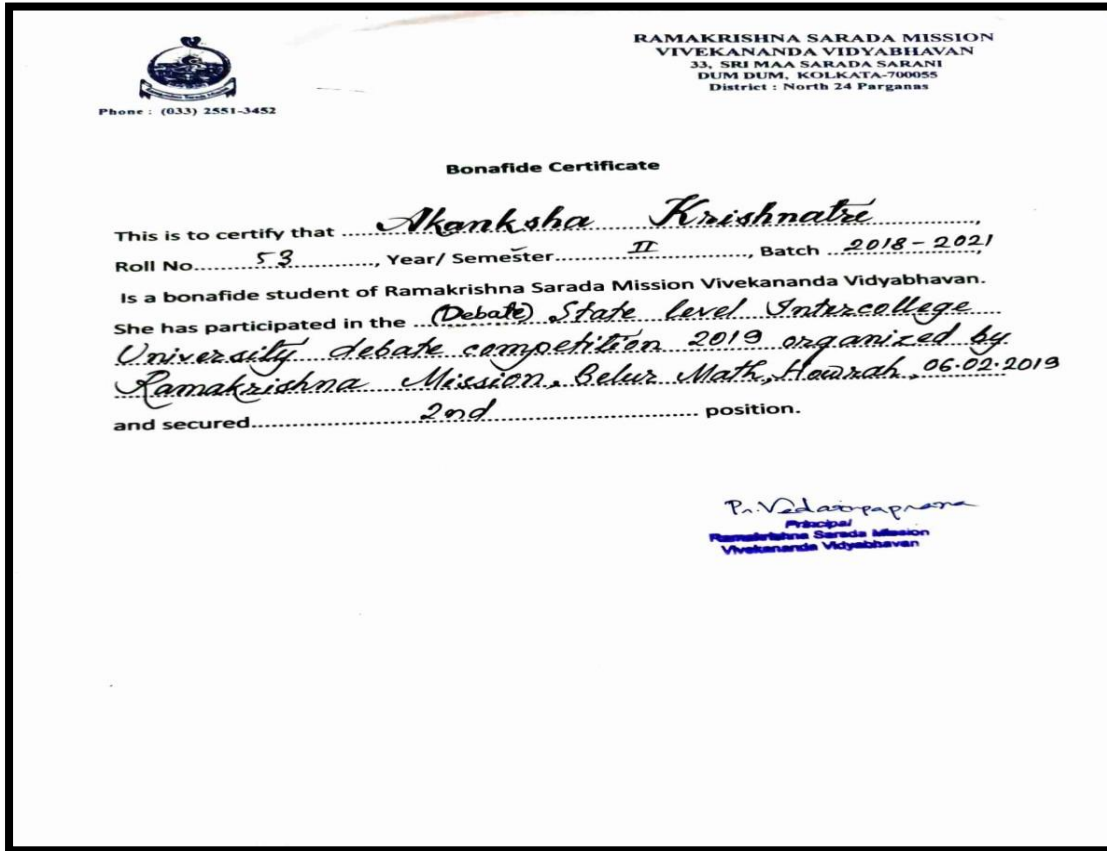 RAMAKRISHNA SARADA MISSION
VIVEKANANDA VIDYABHAVAN
33, SRI MAA SARADA SARANI
DUM DUM, KOLKATA-700055
District : North 24 Parganas
Phone : (033) 2551-3452
Bonafide Certificate
This is to certify that ......Akanksha Krishnatre..............,
Roll No..........53................, Year/ Semester...............II........................, Batch ...2018-2021,
Is a bonafide student of Ramakrishna Sarada Mission Vivekananda Vidyabhavan.
She has participated in the ...(Debate) State level Intercollege
University debate competition 2019 organized by
Ramakrishna Mission, Belur Math, Howrah, 06.02.2019
and secured..............................2nd..................................... position.
Principal
Ramakrishna Sarada Mission
Vivekananda Vidyabhavan